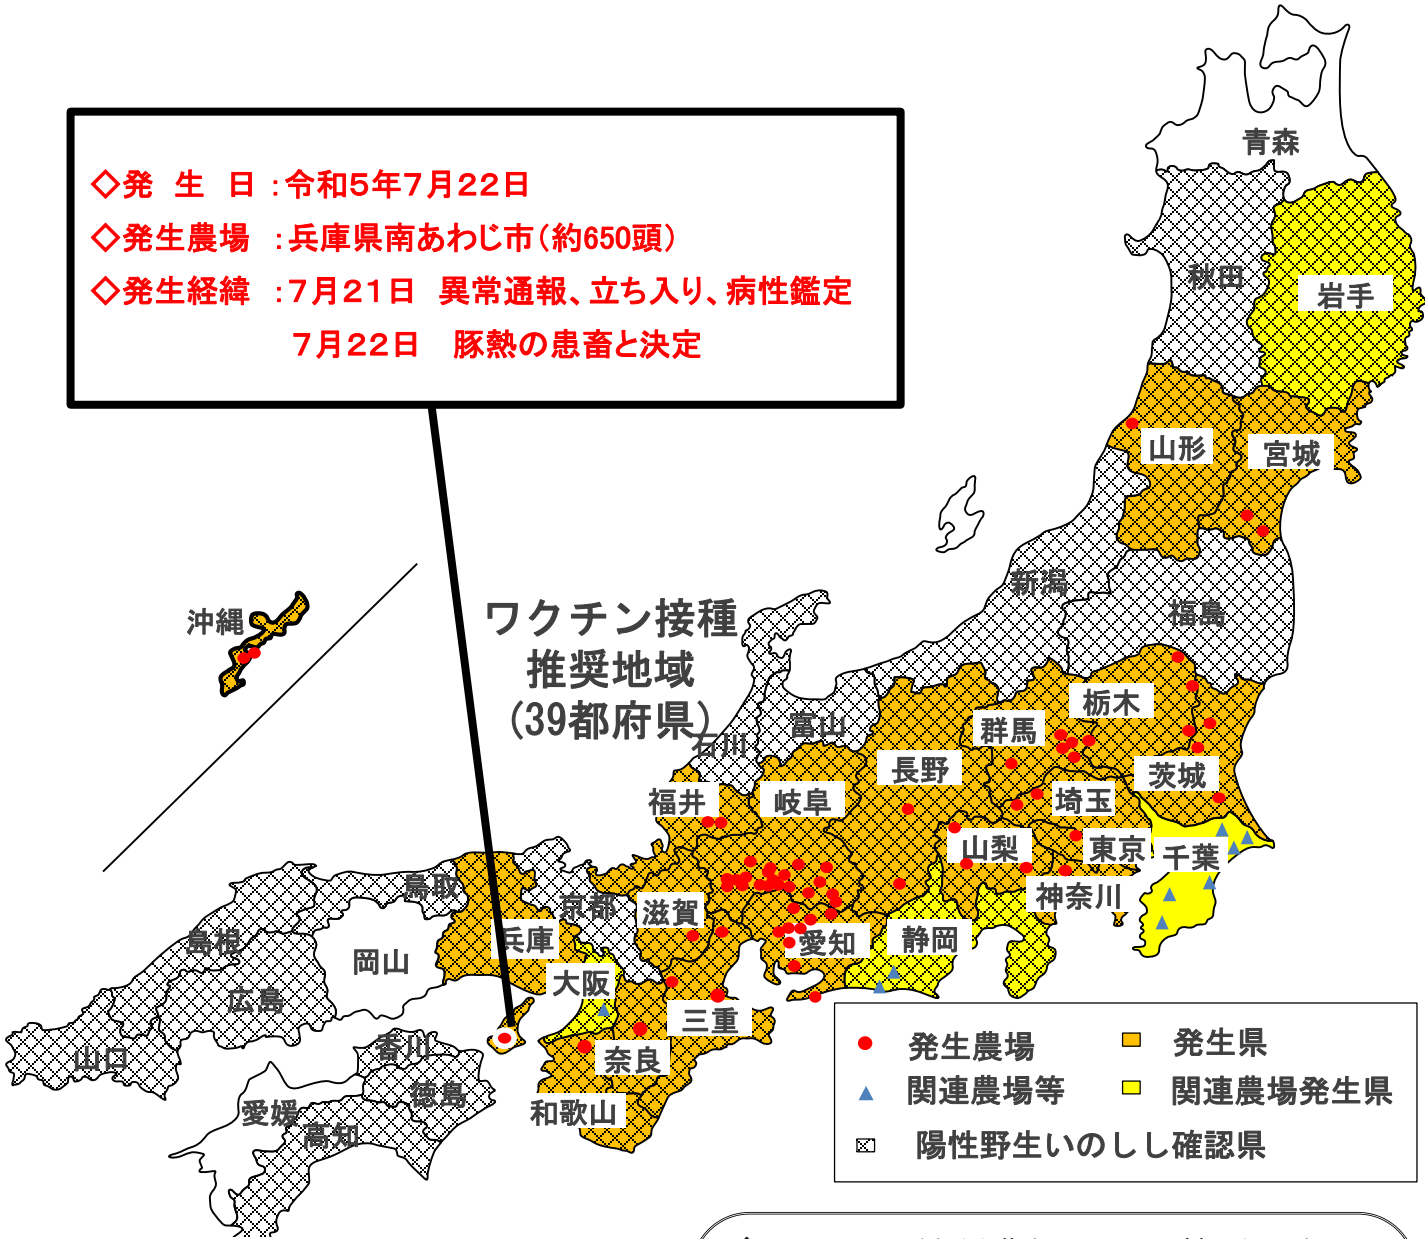 ◇発 生 日：令和5年7月22日
◇発生農場 ：兵庫県南あわじ市（約650頭）
◇発生経緯 ：7月21日 異常通報、立ち入り、病性鑑定
7月22日 豚熱の患畜と決定
青森
秋田
岩手
山形
宮城
新潟
福島
沖縄
ワクチン接種
推奨地域
（39都府県）
石川
富山
群馬
栃木
長野
茨城
福井
岐阜
埼玉
山梨
東京
千葉
神奈川
鳥取
京都
滋賀
島根
兵庫
愛知
静岡
岡山
大阪
広島
三重
山口
香川
奈良
徳島
愛媛
和歌山
高知
発生農場
発生県
関連農場等
関連農場発生県
陽性野生いのしし確認県